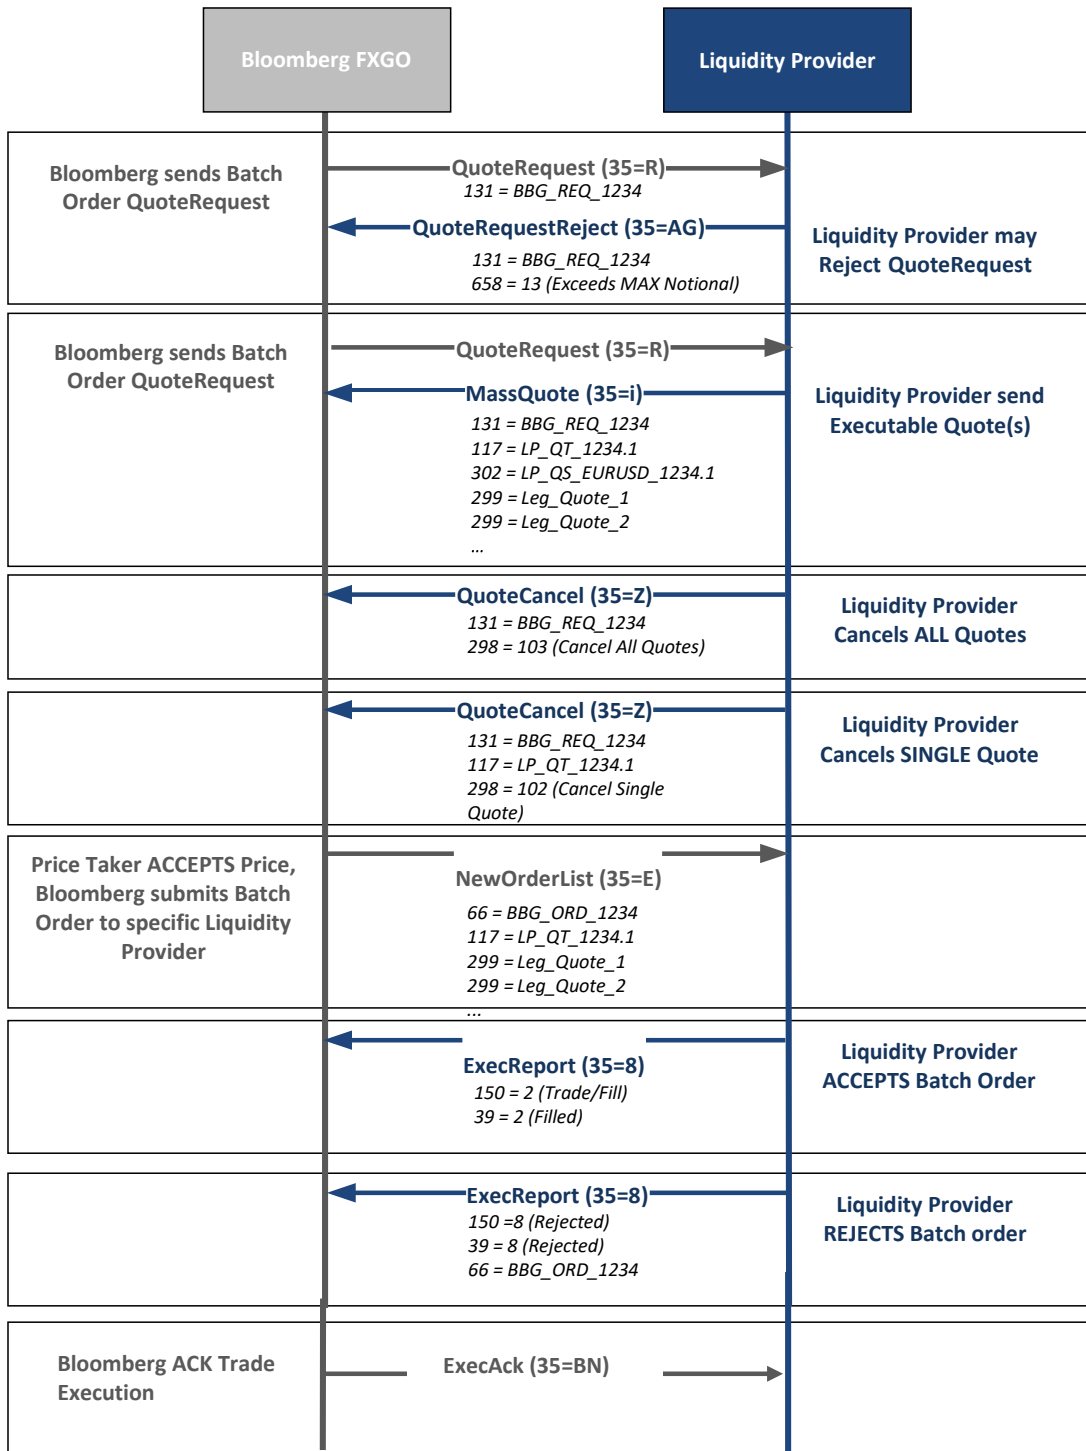 Bloomberg FXGO
Liquidity Provider
Bloomberg sends Batch
Order QuoteRequest
QuoteRequest (35=R)
131 = BBG_REQ_1234
QuoteRequestReject (35=AG)
131 = BBG_REQ_1234
658 = 13 (Exceeds MAX Notional)
Liquidity Provider may
Reject QuoteRequest
Bloomberg sends Batch
Order QuoteRequest
QuoteRequest (35=R)
MassQuote (35=i)
131 = BBG_REQ_1234
117 = LP_QT_1234.1
302 = LP_QS_EURUSD_1234.1
299 = Leg_Quote_1
299 = Leg_Quote_2
...
Liquidity Provider send
Executable Quote(s)
QuoteCancel (35=Z)
131 = BBG_REQ_1234
298 = 103 (Cancel All Quotes)
Liquidity Provider
Cancels ALL Quotes
QuoteCancel (35=Z)
131 = BBG_REQ_1234
117 = LP_QT_1234.1
298 = 102 (Cancel Single
Quote)
Liquidity Provider
Cancels SINGLE Quote
Price Taker ACCEPTS Price,
Bloomberg submits Batch
Order to specific Liquidity
Provider
NewOrderList (35=E)
66 = BBG_ORD_1234
117 = LP_QT_1234.1
299 = Leg_Quote_1
299 = Leg_Quote_2
...
ExecReport (35=8)
150 = 2 (Trade/Fill)
39 = 2 (Filled)
Liquidity Provider
ACCEPTS Batch Order
ExecReport (35=8)
150 =8 (Rejected)
39 = 8 (Rejected)
66 = BBG_ORD_1234
Liquidity Provider
REJECTS Batch order
Bloomberg ACK Trade
Execution
ExecAck (35=BN)